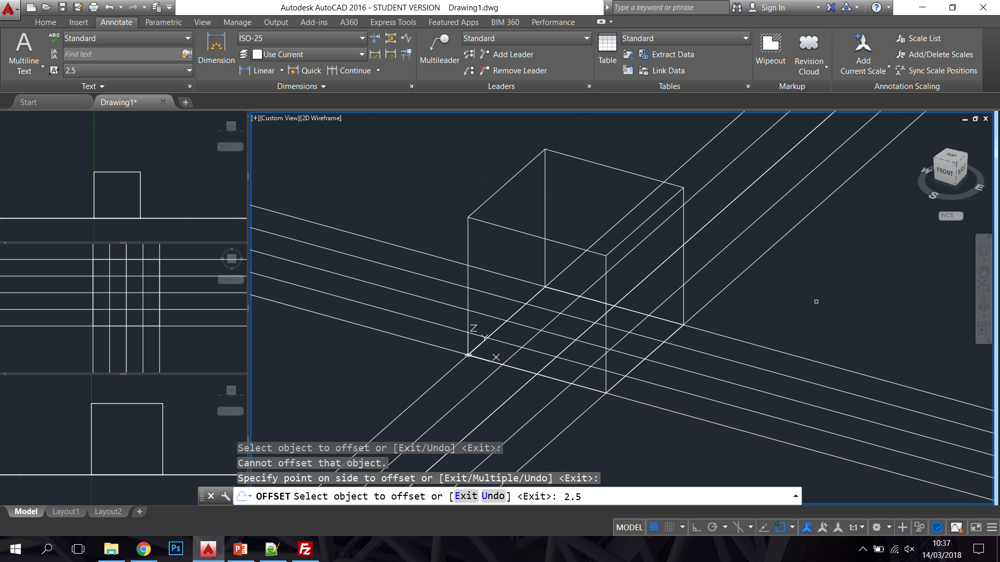 Autodesk AutoCAD 2016 - STUDENT VERSION Drawing1.dwg
Type a keyword or phrase
Sign In
Home Insert Annotate Parametric View Manage Output Add-ins A360 Express Tools Featured Apps BIM 360 Performance
Multiline Text
Standard
Find text
2.5
Text
Dimension
ISO-25
Use Current
Linear Quick Continue
Dimensions
Multileader
Standard
Add Leader
Remove Leader
Leaders
Table
Standard
Extract Data
Link Data
Tables
Wipeout
Revision Cloud
Markup
Add Current Scale
Scale List
Add/Delete Scales
Sync Scale Positions
Annotation Scaling
Start Drawing1*
[+][Custom View][2D Wireframe]
TOP
FRONT
RIGHT
W
S
E
WCS
N
S
Z
Y
X
Select object to offset or [Exit/Undo] <Exit>:
Cannot offset that object.
Specify point on side to offset or [Exit/Multiple/Undo] <Exit>:
OFFSET Select object to offset or [Exit Undo] <Exit>: 2.5
Model Layout1 Layout2
MODEL
1:1
Ps
10:37
14/03/2018